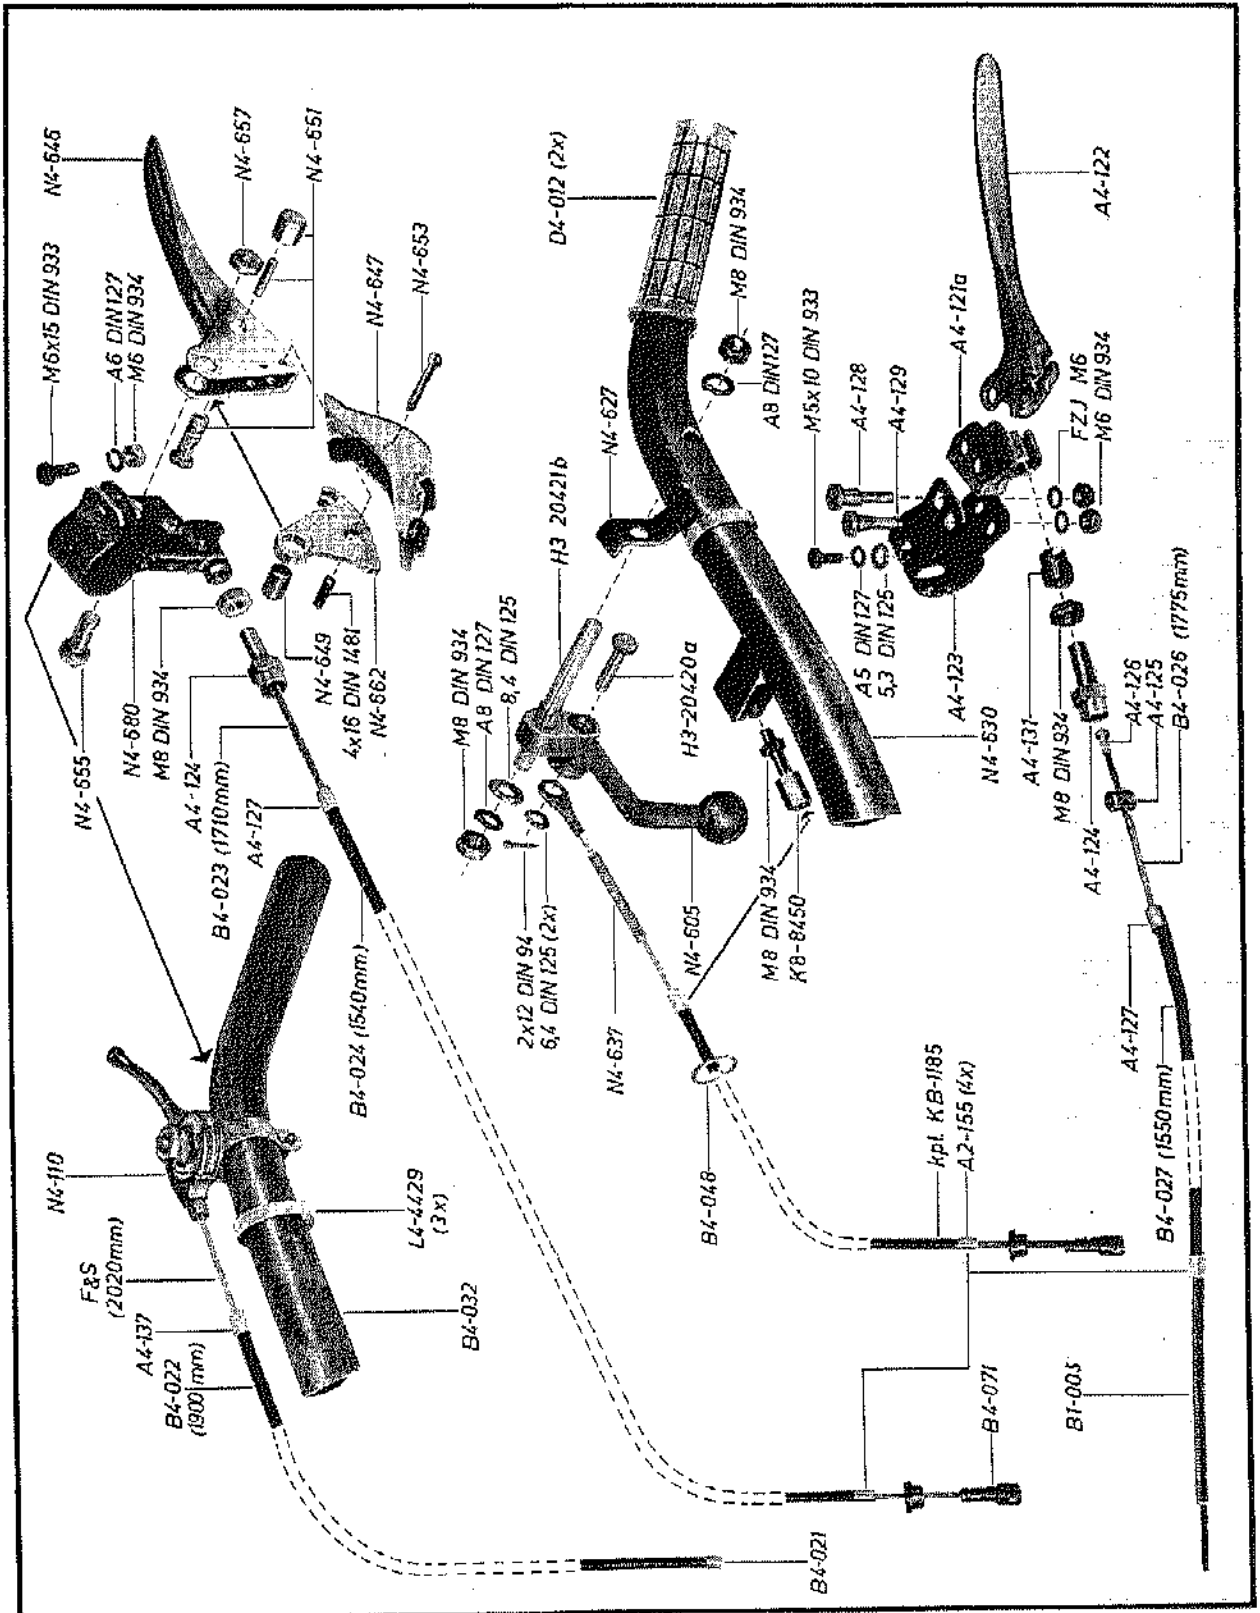 N4-646
N4-657
N4-651
M6x15 DIN 933
A6 DIN 127
M6 DIN 934
N4-647
N4-653
N4-655
N4-680
M8 DIN 934
A4-124
B4-023 (1710mm)
A4-127
N4-649
4x16 DIN 1481
N4-662
B4-024 (1540mm)
N4-110
F&S
(2020mm)
A4-137
B4-022
(1900mm)
L4-4429
(3x)
B4-032
B4-021
D4-012 (2x)
M8 DIN 934
A8 DIN127
N4-627
H3 20421b
M8 DIN 934
A8 DIN 127
8,4 DIN 125
H3-20420a
2x12 DIN 94
6,4 DIN 125 (2x)
N4-637
N4-605
M8 DIN 934
K8-8450
N4-630
B4-048
kpl. KB-1185
A2-155 (4x)
B4-071
A4-122
A4-121a
M5x10 DIN 933
A4-128
A4-129
FZJ M6
M6 DIN 934
A5 DIN 127
5,3 DIN 125
A4-123
A4-131
M8 DIN 934
A4-124
A4-126
A4-125
B4-026 (1775mm)
A4-127
B4-027 (1550mm)
B1-005